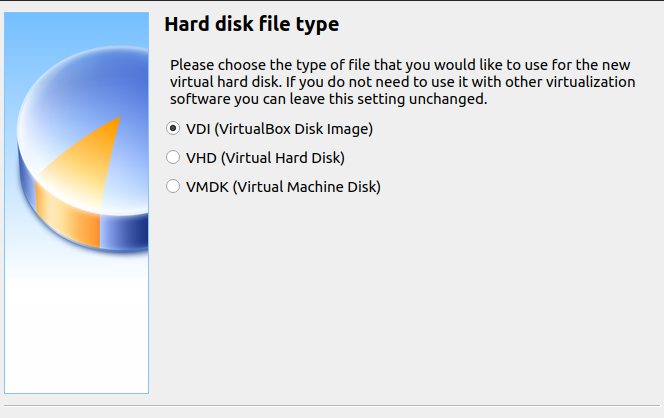 Hard disk file type
Please choose the type of file that you would like to use for the new
virtual hard disk. If you do not need to use it with other virtualization
software you can leave this setting unchanged.
VDI (VirtualBox Disk Image)
VHD (Virtual Hard Disk)
VMDK (Virtual Machine Disk)